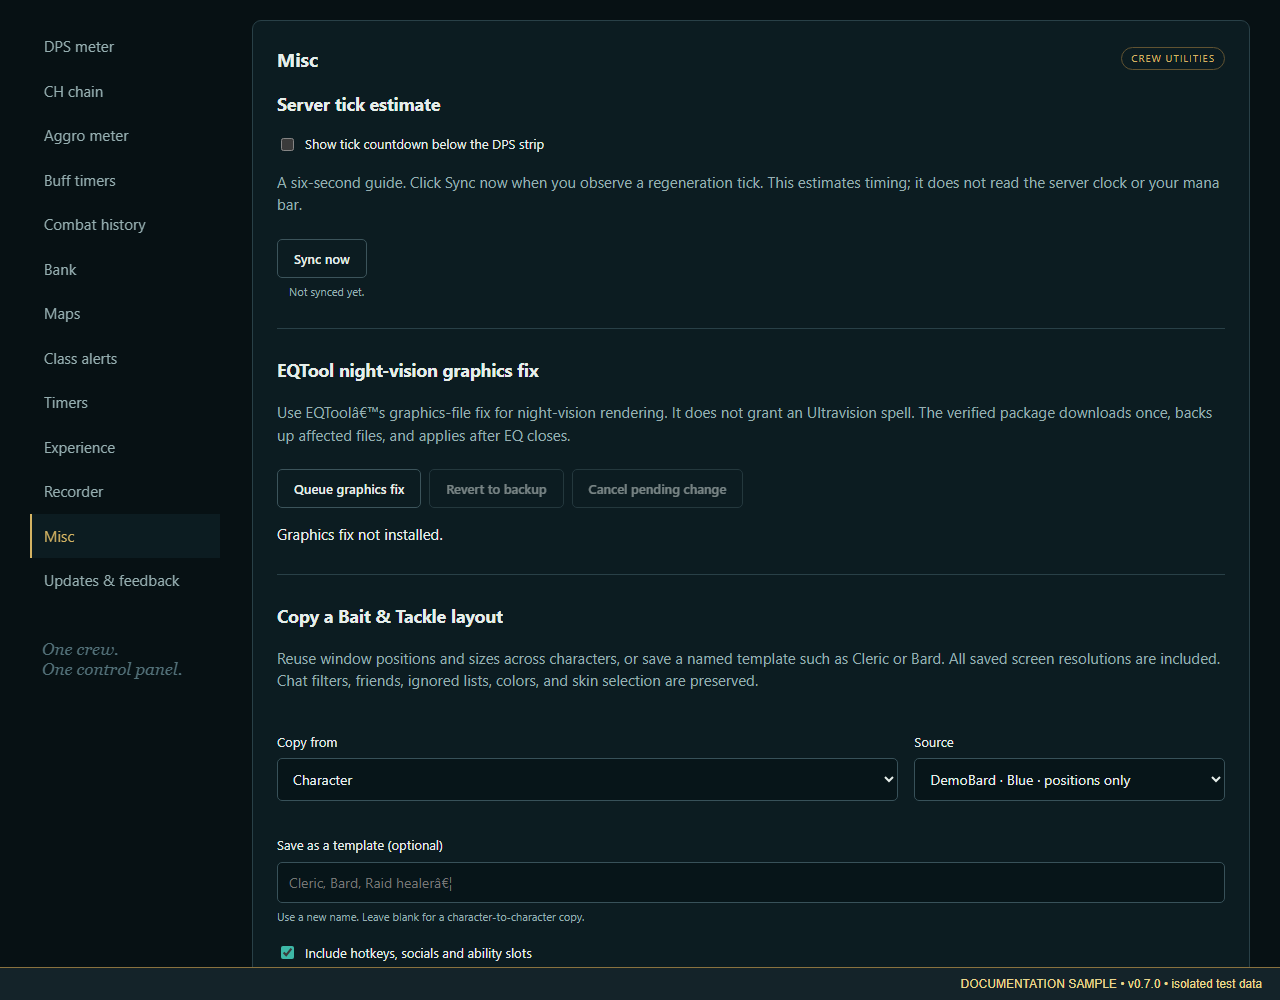 DPS meter
CH chain
Aggro meter
Buff timers
Combat history
Bank
Maps
Class alerts
Timers
Experience
Recorder
Misc
Updates & feedback
One crew.
One control panel.
Misc
CREW UTILITIES
Server tick estimate
Show tick countdown below the DPS strip
A six-second guide. Click Sync now when you observe a regeneration tick. This estimates timing; it does not read the server clock or your mana
bar.
Sync now
Not synced yet.
EQTool night-vision graphics fix
Use EQToolâ€™s graphics-file fix for night-vision rendering. It does not grant an Ultravision spell. The verified package downloads once, backs
up affected files, and applies after EQ closes.
Queue graphics fix
Revert to backup
Cancel pending change
Graphics fix not installed.
Copy a Bait & Tackle layout
Reuse window positions and sizes across characters, or save a named template such as Cleric or Bard. All saved screen resolutions are included.
Chat filters, friends, ignored lists, colors, and skin selection are preserved.
Copy from
Source
Character
DemoBard · Blue · positions only
Save as a template (optional)
Cleric, Bard, Raid healerâ€¦
Use a new name. Leave blank for a character-to-character copy.
Include hotkeys, socials and ability slots
DOCUMENTATION SAMPLE • v0.7.0 • isolated test data